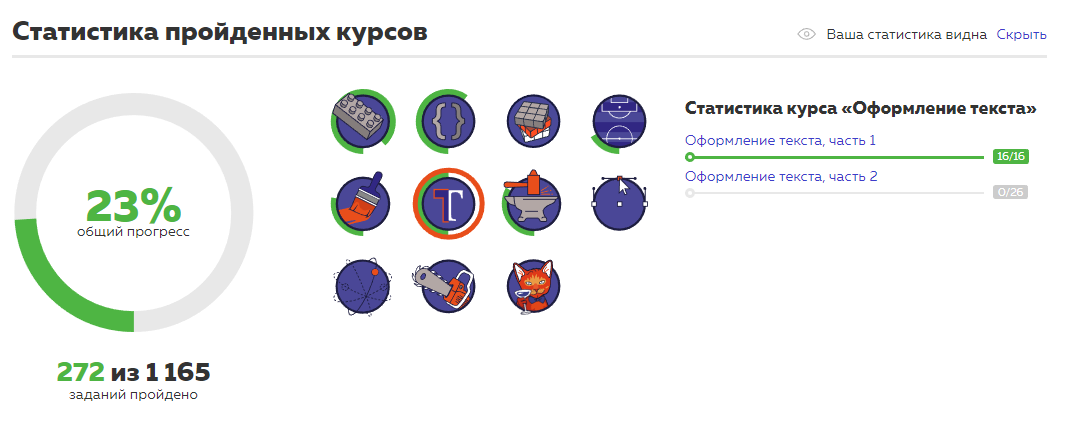 Статистика пройденных курсов
Ваша статистика видна Скрыть
23%
общий прогресс
272 из 1 165
заданий пройдено
{ }
T
Статистика курса «Оформление текста»
Оформление текста, часть 1
16/16
Оформление текста, часть 2
0/26